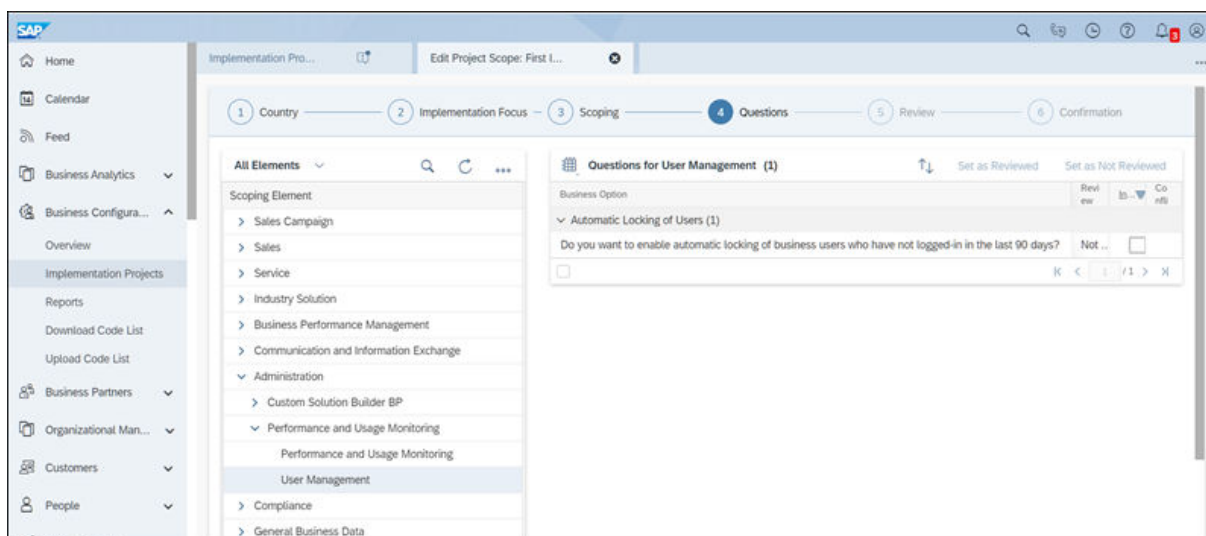 SAP
3
Home
Calendar
14
Feed
Business Analytics
Business Configura...
Overview
Implementation Projects
Reports
Download Code List
Upload Code List
Business Partners
Organizational Man...
Customers
People
Implementation Pro...
Edit Project Scope: First I...
...
1 Country
2 Implementation Focus
3 Scoping
4 Questions
5 Review
6 Confirmation
All Elements
...
Scoping Element
Sales Campaign
Sales
Service
Industry Solution
Business Performance Management
Communication and Information Exchange
Administration
Custom Solution Builder BP
Performance and Usage Monitoring
Performance and Usage Monitoring
User Management
Compliance
General Business Data
Questions for User Management (1)
Set as Reviewed
Set as Not Reviewed
Business Option
Revi
ew
In...
Co
nfli
Automatic Locking of Users (1)
Do you want to enable automatic locking of business users who have not logged-in in the last 90 days?
Not ..
/1